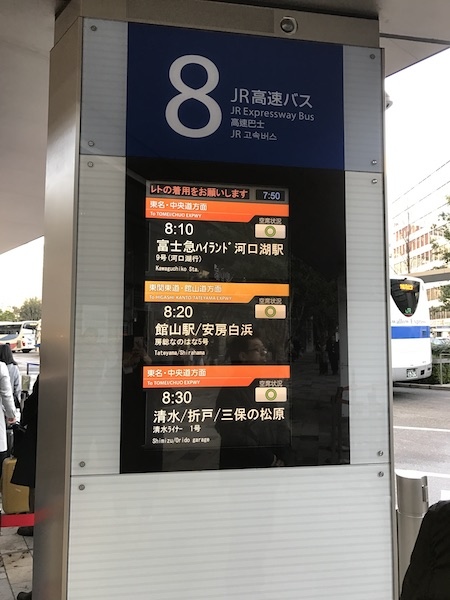 8
JR高速バス
JR Expressway Bus
高速巴士
JR 고속버스
レトの着用をお願いします 7:50
東名・中央道方面
To TOMEI/CHUO EXPWY
8:10 空席状況
富士急ﾊｲﾗﾝﾄﾞ河口湖駅
9号(河口湖行)
Kawaguchiko Sta.
東関東道・館山道方面
To HIGASHI-KANTO/TATEYAMA EXPWY
8:20 空席状況
館山駅/安房白浜
房総なのはな5号
Tateyama/Shirahama
東名・中央道方面
To TOMEI/CHUO EXPWY
8:30 空席状況
清水/折戸/三保の松原
清水ﾗｲﾅｰ 1号
Shimizu/Orido garage